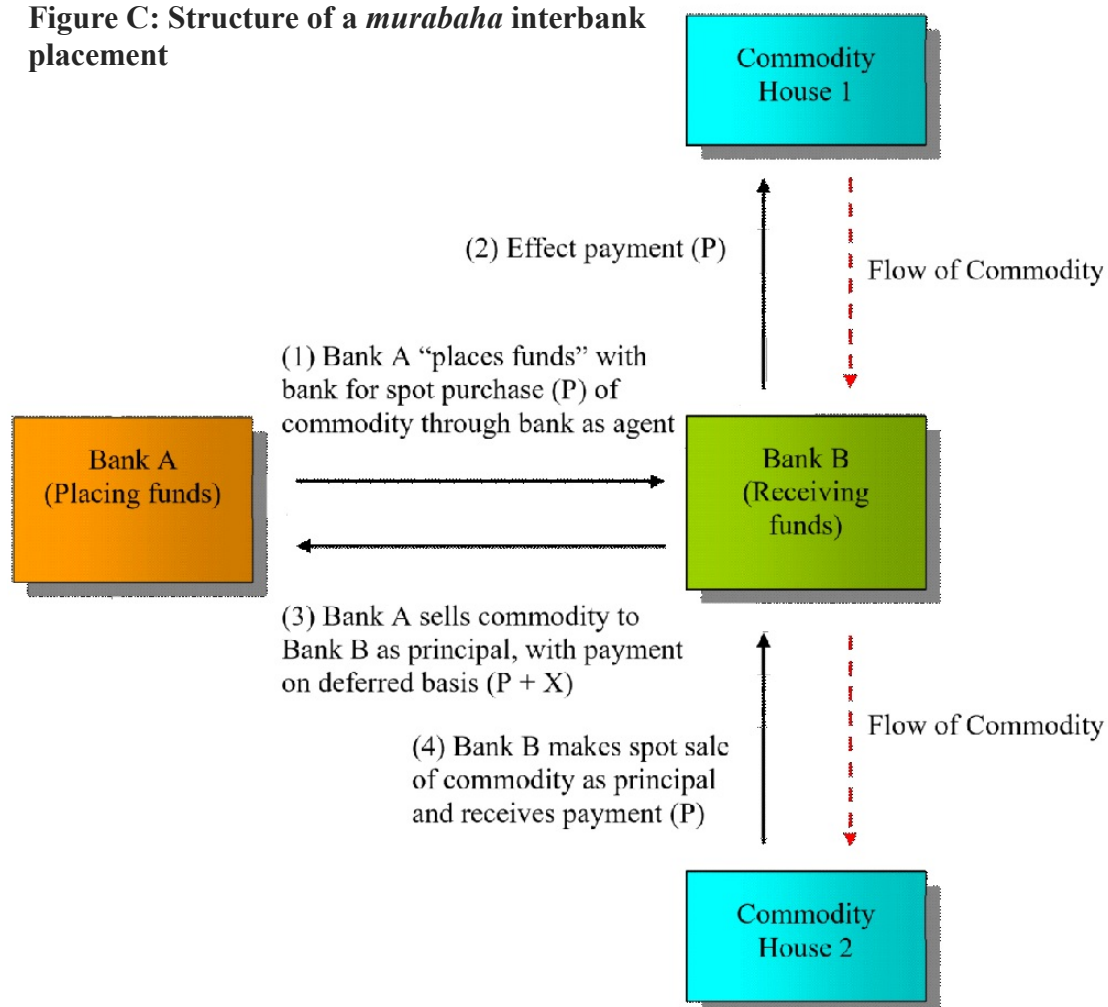 Figure C: Structure of a murabaha interbank
placement
Commodity
House 1
(2) Effect payment (P)
Flow of Commodity
(1) Bank A “places funds” with
bank for spot purchase (P) of
commodity through bank as agent
Bank A
(Placing funds)
Bank B
(Receiving
funds)
(3) Bank A sells commodity to
Bank B as principal, with payment
on deferred basis (P + X)
(4) Bank B makes spot sale
of commodity as principal
and receives payment (P)
Flow of Commodity
Commodity
House 2